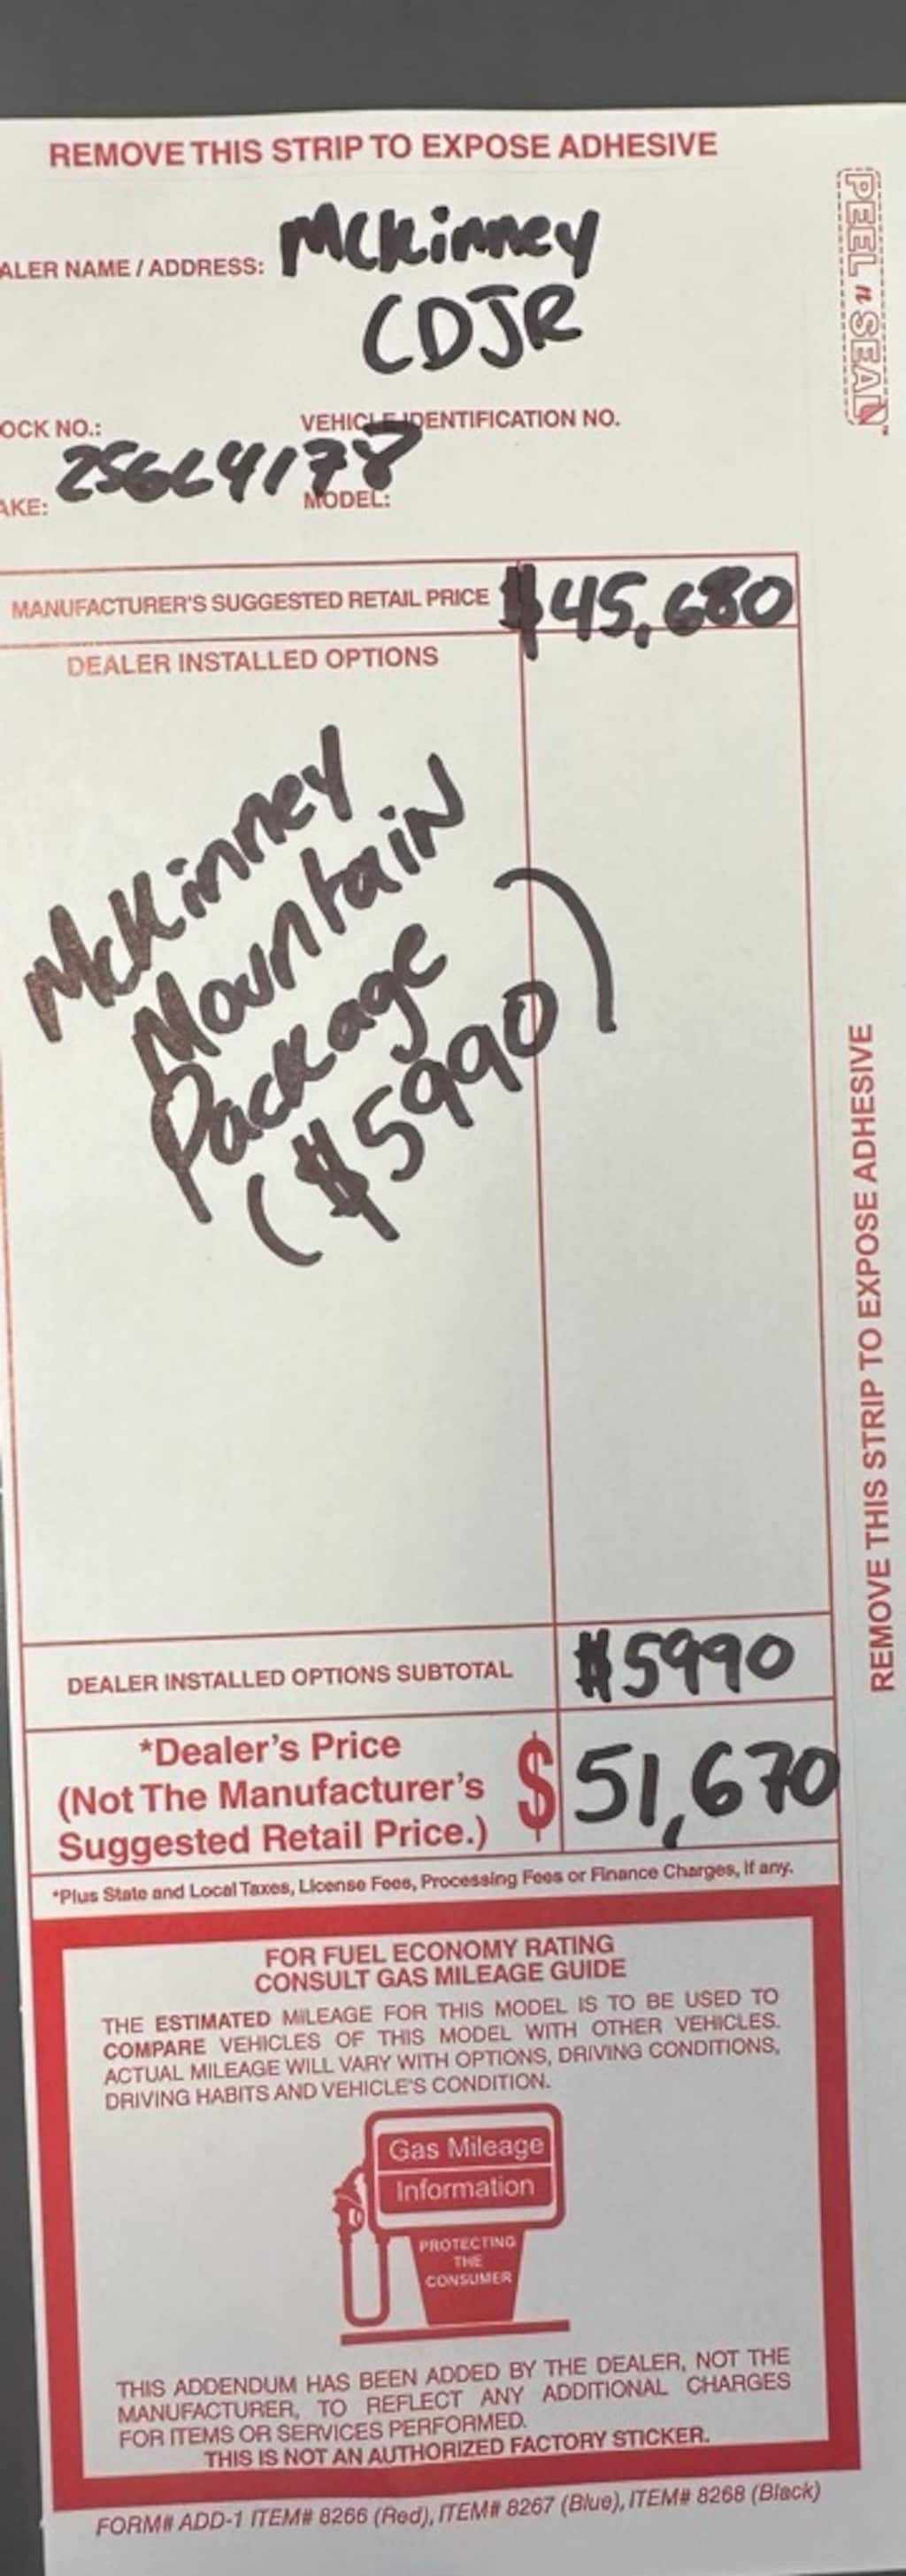 REMOVE THIS STRIP TO EXPOSE ADHESIVE
PEEL n SEAL™
ALER NAME / ADDRESS: McKinney
CDJR
OCK NO.: VEHICLE IDENTIFICATION NO.
25GL4178
AKE: MODEL:
MANUFACTURER'S SUGGESTED RETAIL PRICE $45,680
DEALER INSTALLED OPTIONS
McKinney
Mountain
Package
($5990)
REMOVE THIS STRIP TO EXPOSE ADHESIVE
DEALER INSTALLED OPTIONS SUBTOTAL $5990
*Dealer's Price
(Not The Manufacturer's $ 51,670
Suggested Retail Price.)
*Plus State and Local Taxes, License Fees, Processing Fees or Finance Charges, if any.
FOR FUEL ECONOMY RATING
CONSULT GAS MILEAGE GUIDE
THE ESTIMATED MILEAGE FOR THIS MODEL IS TO BE USED TO
COMPARE VEHICLES OF THIS MODEL WITH OTHER VEHICLES.
ACTUAL MILEAGE WILL VARY WITH OPTIONS, DRIVING CONDITIONS,
DRIVING HABITS AND VEHICLE'S CONDITION.
Gas Mileage
Information
PROTECTING
THE
CONSUMER
THIS ADDENDUM HAS BEEN ADDED BY THE DEALER, NOT THE
MANUFACTURER, TO REFLECT ANY ADDITIONAL CHARGES
FOR ITEMS OR SERVICES PERFORMED.
THIS IS NOT AN AUTHORIZED FACTORY STICKER.
FORM# ADD-1 ITEM# 8266 (Red), ITEM# 8267 (Blue), ITEM# 8268 (Black)